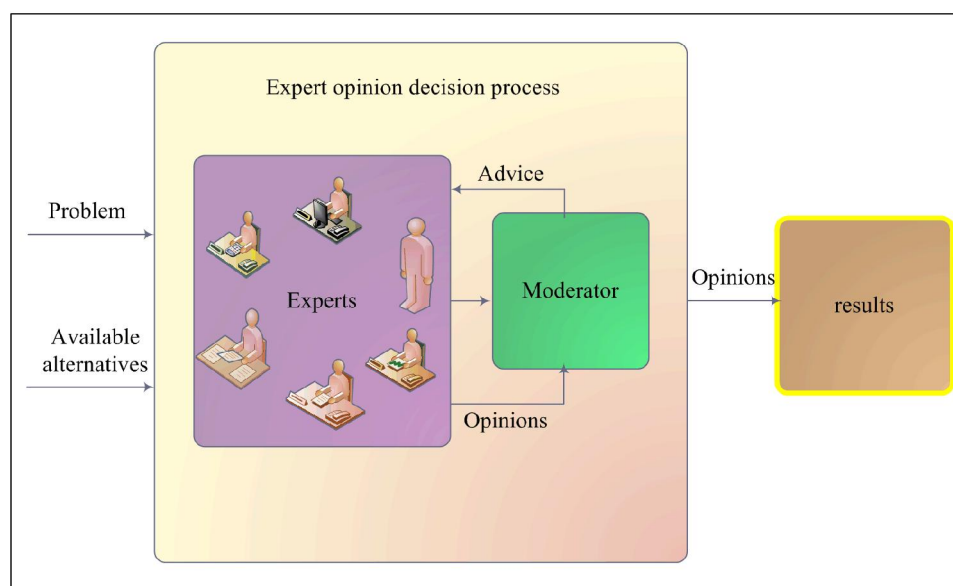 Expert opinion decision process
Advice
Problem
Opinions
Moderator
Experts
results
Available
alternatives
Opinions